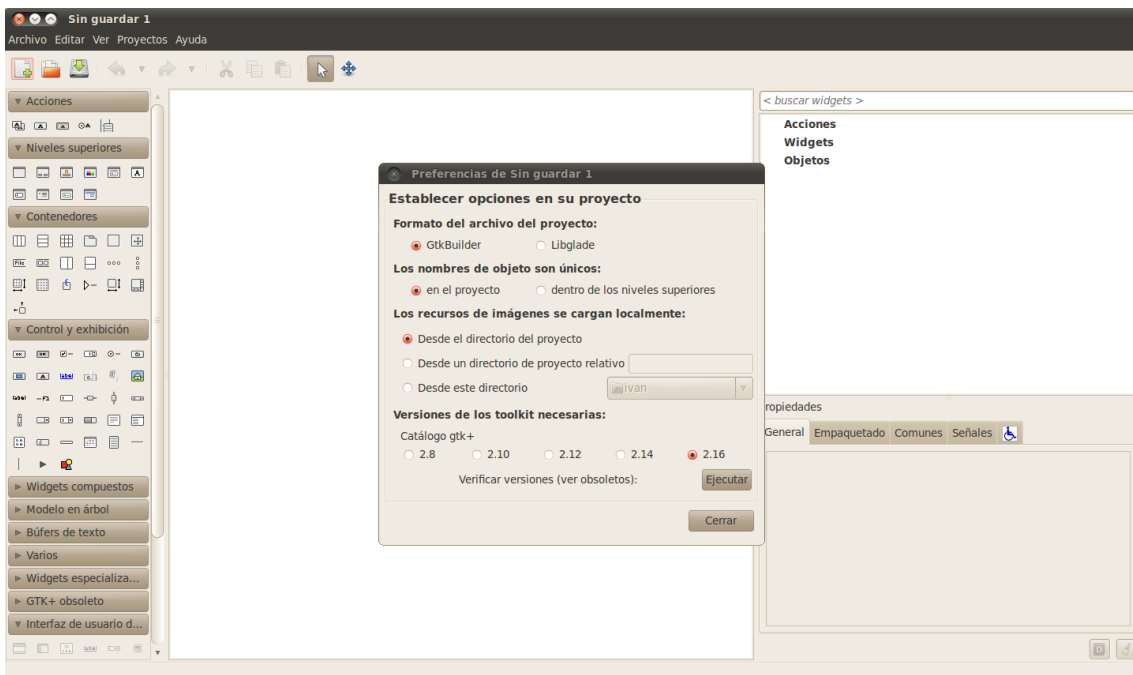 Sin guardar 1
Archivo Editar Ver Proyectos Ayuda
Acciones
Niveles superiores
Contenedores
Control y exhibición
Widgets compuestos
Modelo en árbol
Búfers de texto
Varios
Widgets especializa...
GTK+ obsoleto
Interfaz de usuario d...
Preferencias de Sin guardar 1
Establecer opciones en su proyecto
Formato del archivo del proyecto:
GtkBuilder Libglade
Los nombres de objeto son únicos:
en el proyecto dentro de los niveles superiores
Los recursos de imágenes se cargan localmente:
Desde el directorio del proyecto
Desde un directorio de proyecto relativo
Desde este directorio ivan
Versiones de los toolkit necesarias:
Catálogo gtk+
2.8 2.10 2.12 2.14 2.16
Verificar versiones (ver obsoletos): Ejecutar
Cerrar
< buscar widgets >
Acciones
Widgets
Objetos
ropiedades
General Empaquetado Comunes Señales